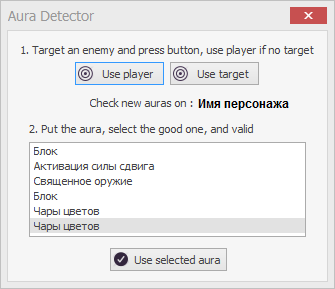 Aura Detector
1. Target an enemy and press button, use player if no target
Use player
Use target
Check new auras on : Имя персонажа
2. Put the aura, select the good one, and valid
Блок
Активация силы сдвига
Священное оружие
Блок
Чары цветов
Чары цветов
Use selected aura